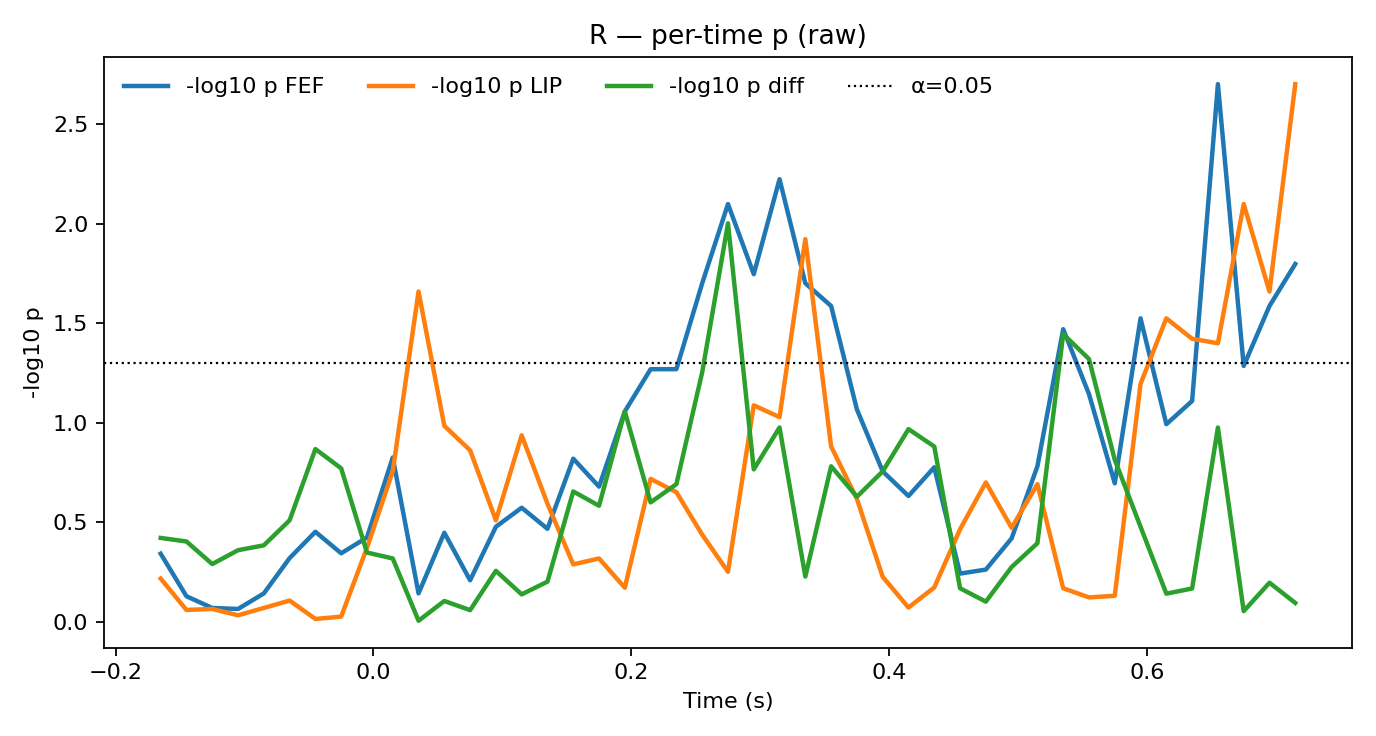 R — per-time p (raw)
-log10 p FEF
-log10 p LIP
-log10 p diff
α=0.05
-log10 p
2.5
2.0
1.5
1.0
0.5
0.0
−0.2
0.0
0.2
0.4
0.6
Time (s)